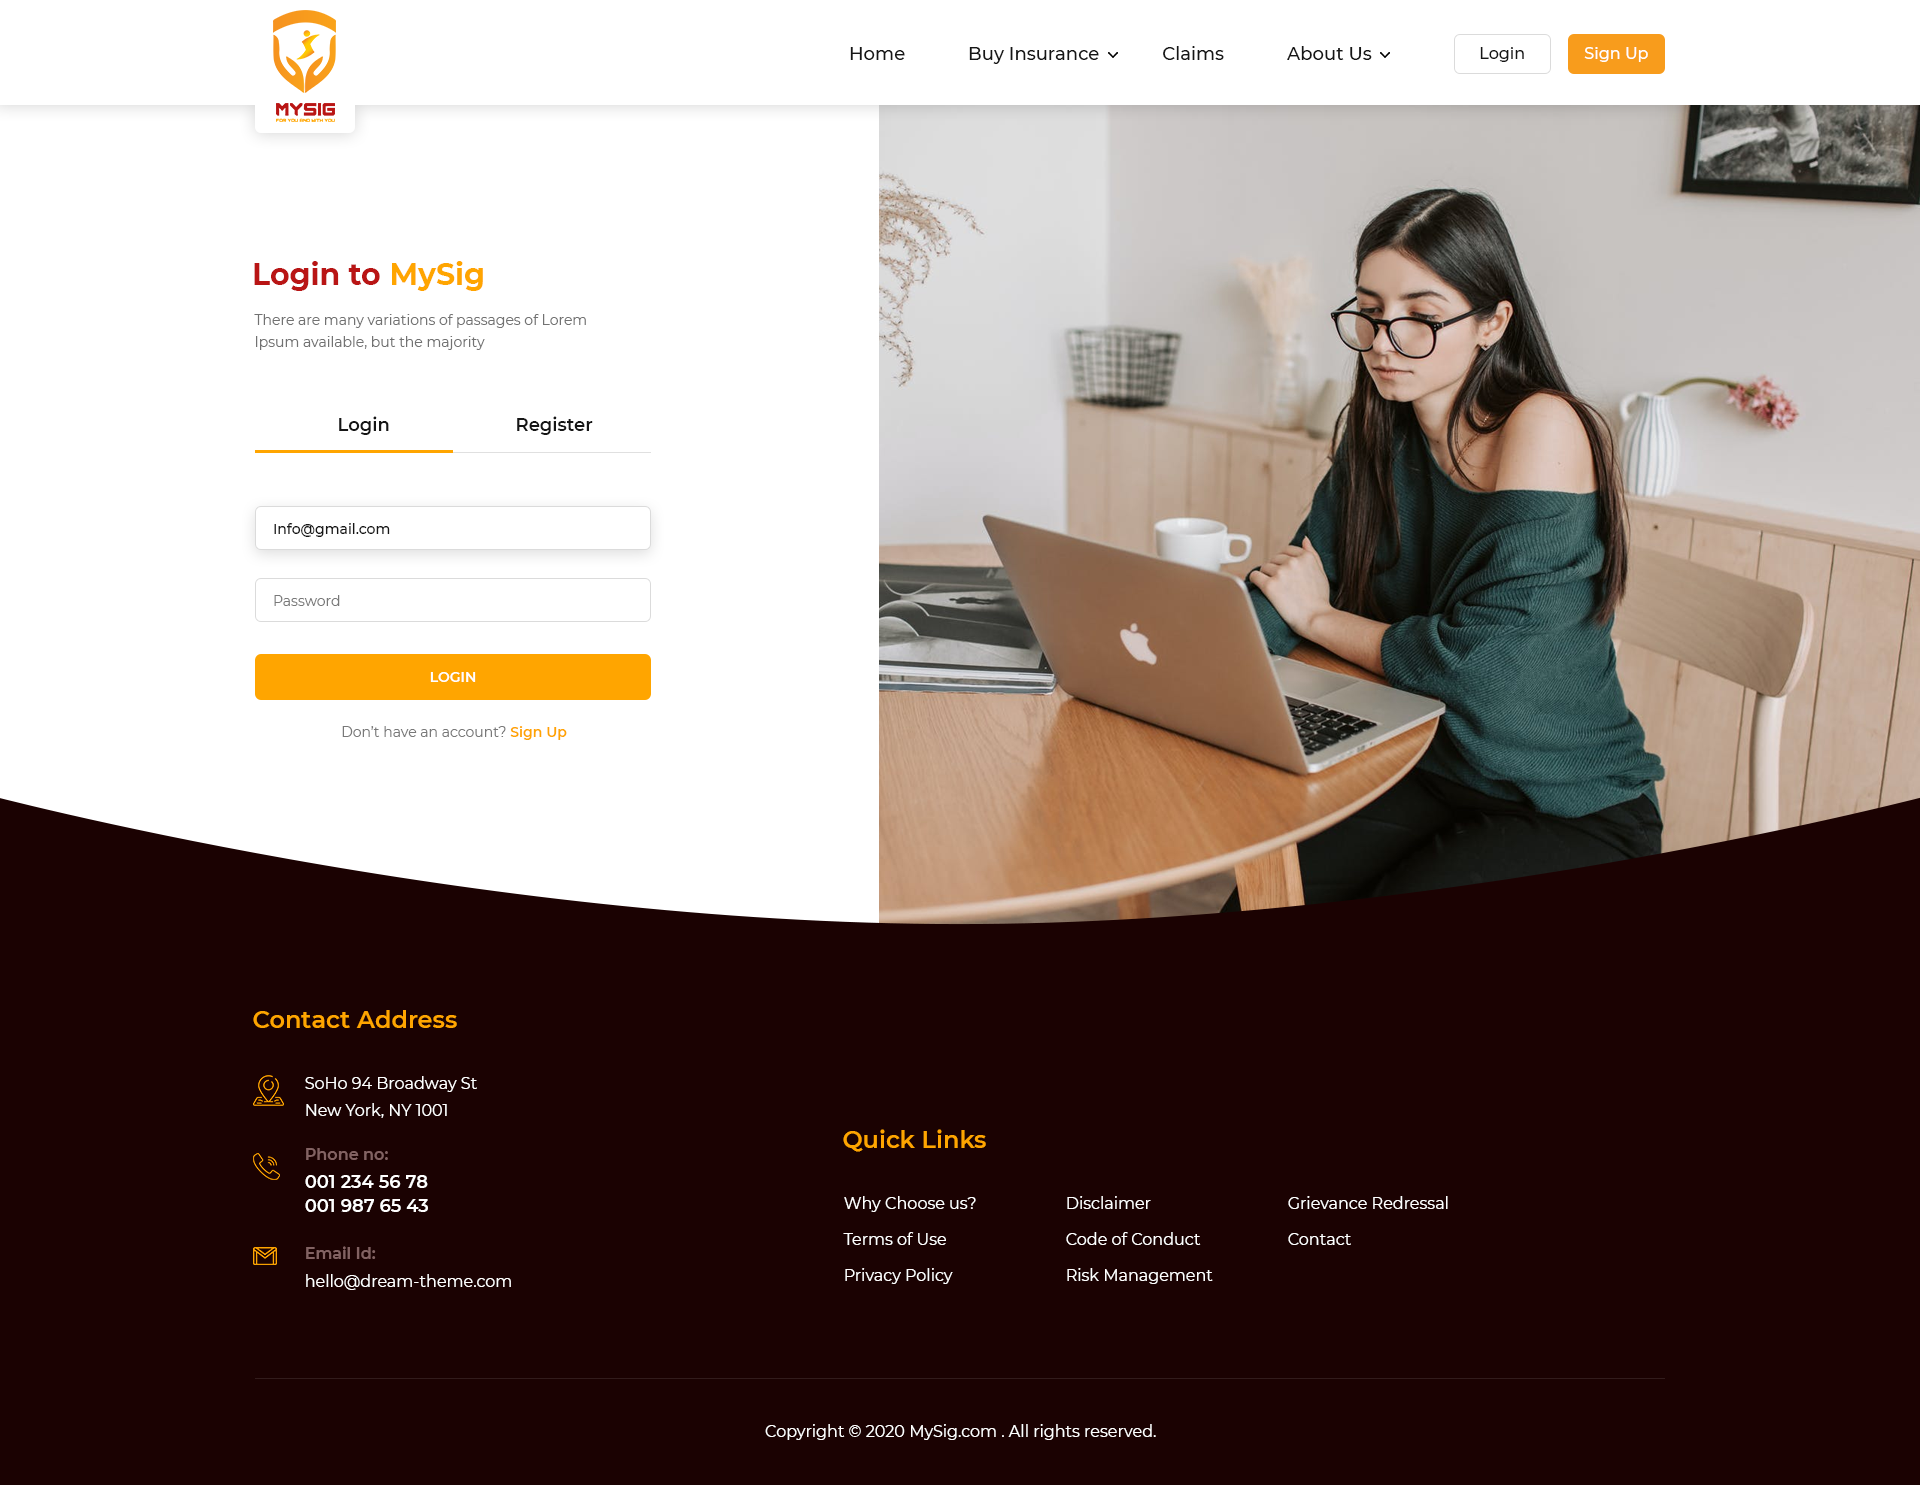 Home
Buy Insurance
Claims
About Us
Login
Sign Up
MYSIG
FOR YOU AND WITH YOU
Login to MySig
There are many variations of passages of Lorem
Ipsum available, but the majority
Login
Register
Info@gmail.com
Password
LOGIN
Don't have an account? Sign Up
Contact Address
SoHo 94 Broadway St
New York, NY 1001
Phone no:
001 234 56 78
001 987 65 43
Email Id:
hello@dream-theme.com
Quick Links
Why Choose us?
Disclaimer
Grievance Redressal
Terms of Use
Code of Conduct
Contact
Privacy Policy
Risk Management
Copyright © 2020 MySig.com . All rights reserved.